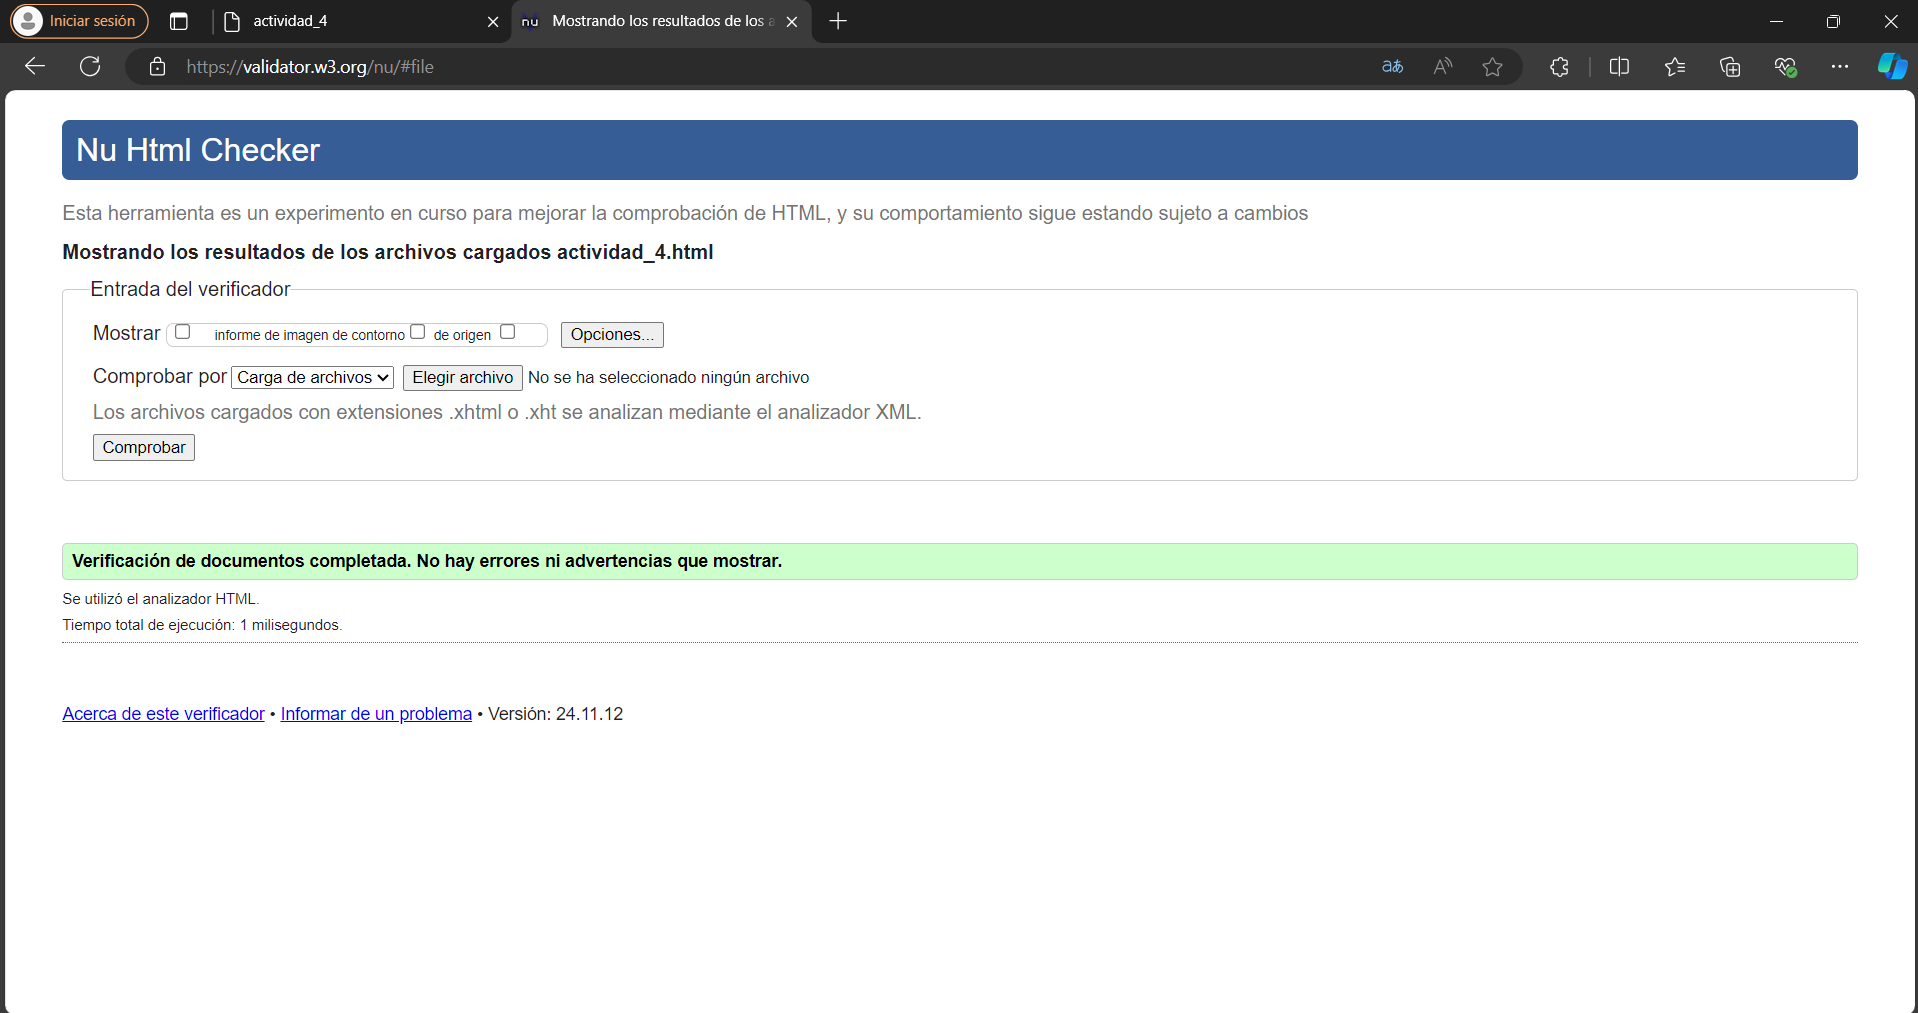 Iniciar sesión
actividad_4
nu Mostrando los resultados de los a
https://validator.w3.org/nu/#file
Nu Html Checker
Esta herramienta es un experimento en curso para mejorar la comprobación de HTML, y su comportamiento sigue estando sujeto a cambios
Mostrando los resultados de los archivos cargados actividad_4.html
Entrada del verificador
Mostrar informe de imagen de contorno de origen Opciones...
Comprobar por Carga de archivos Elegir archivo No se ha seleccionado ningún archivo
Los archivos cargados con extensiones .xhtml o .xht se analizan mediante el analizador XML.
Comprobar
Verificación de documentos completada. No hay errores ni advertencias que mostrar.
Se utilizó el analizador HTML.
Tiempo total de ejecución: 1 milisegundos.
Acerca de este verificador • Informar de un problema • Versión: 24.11.12